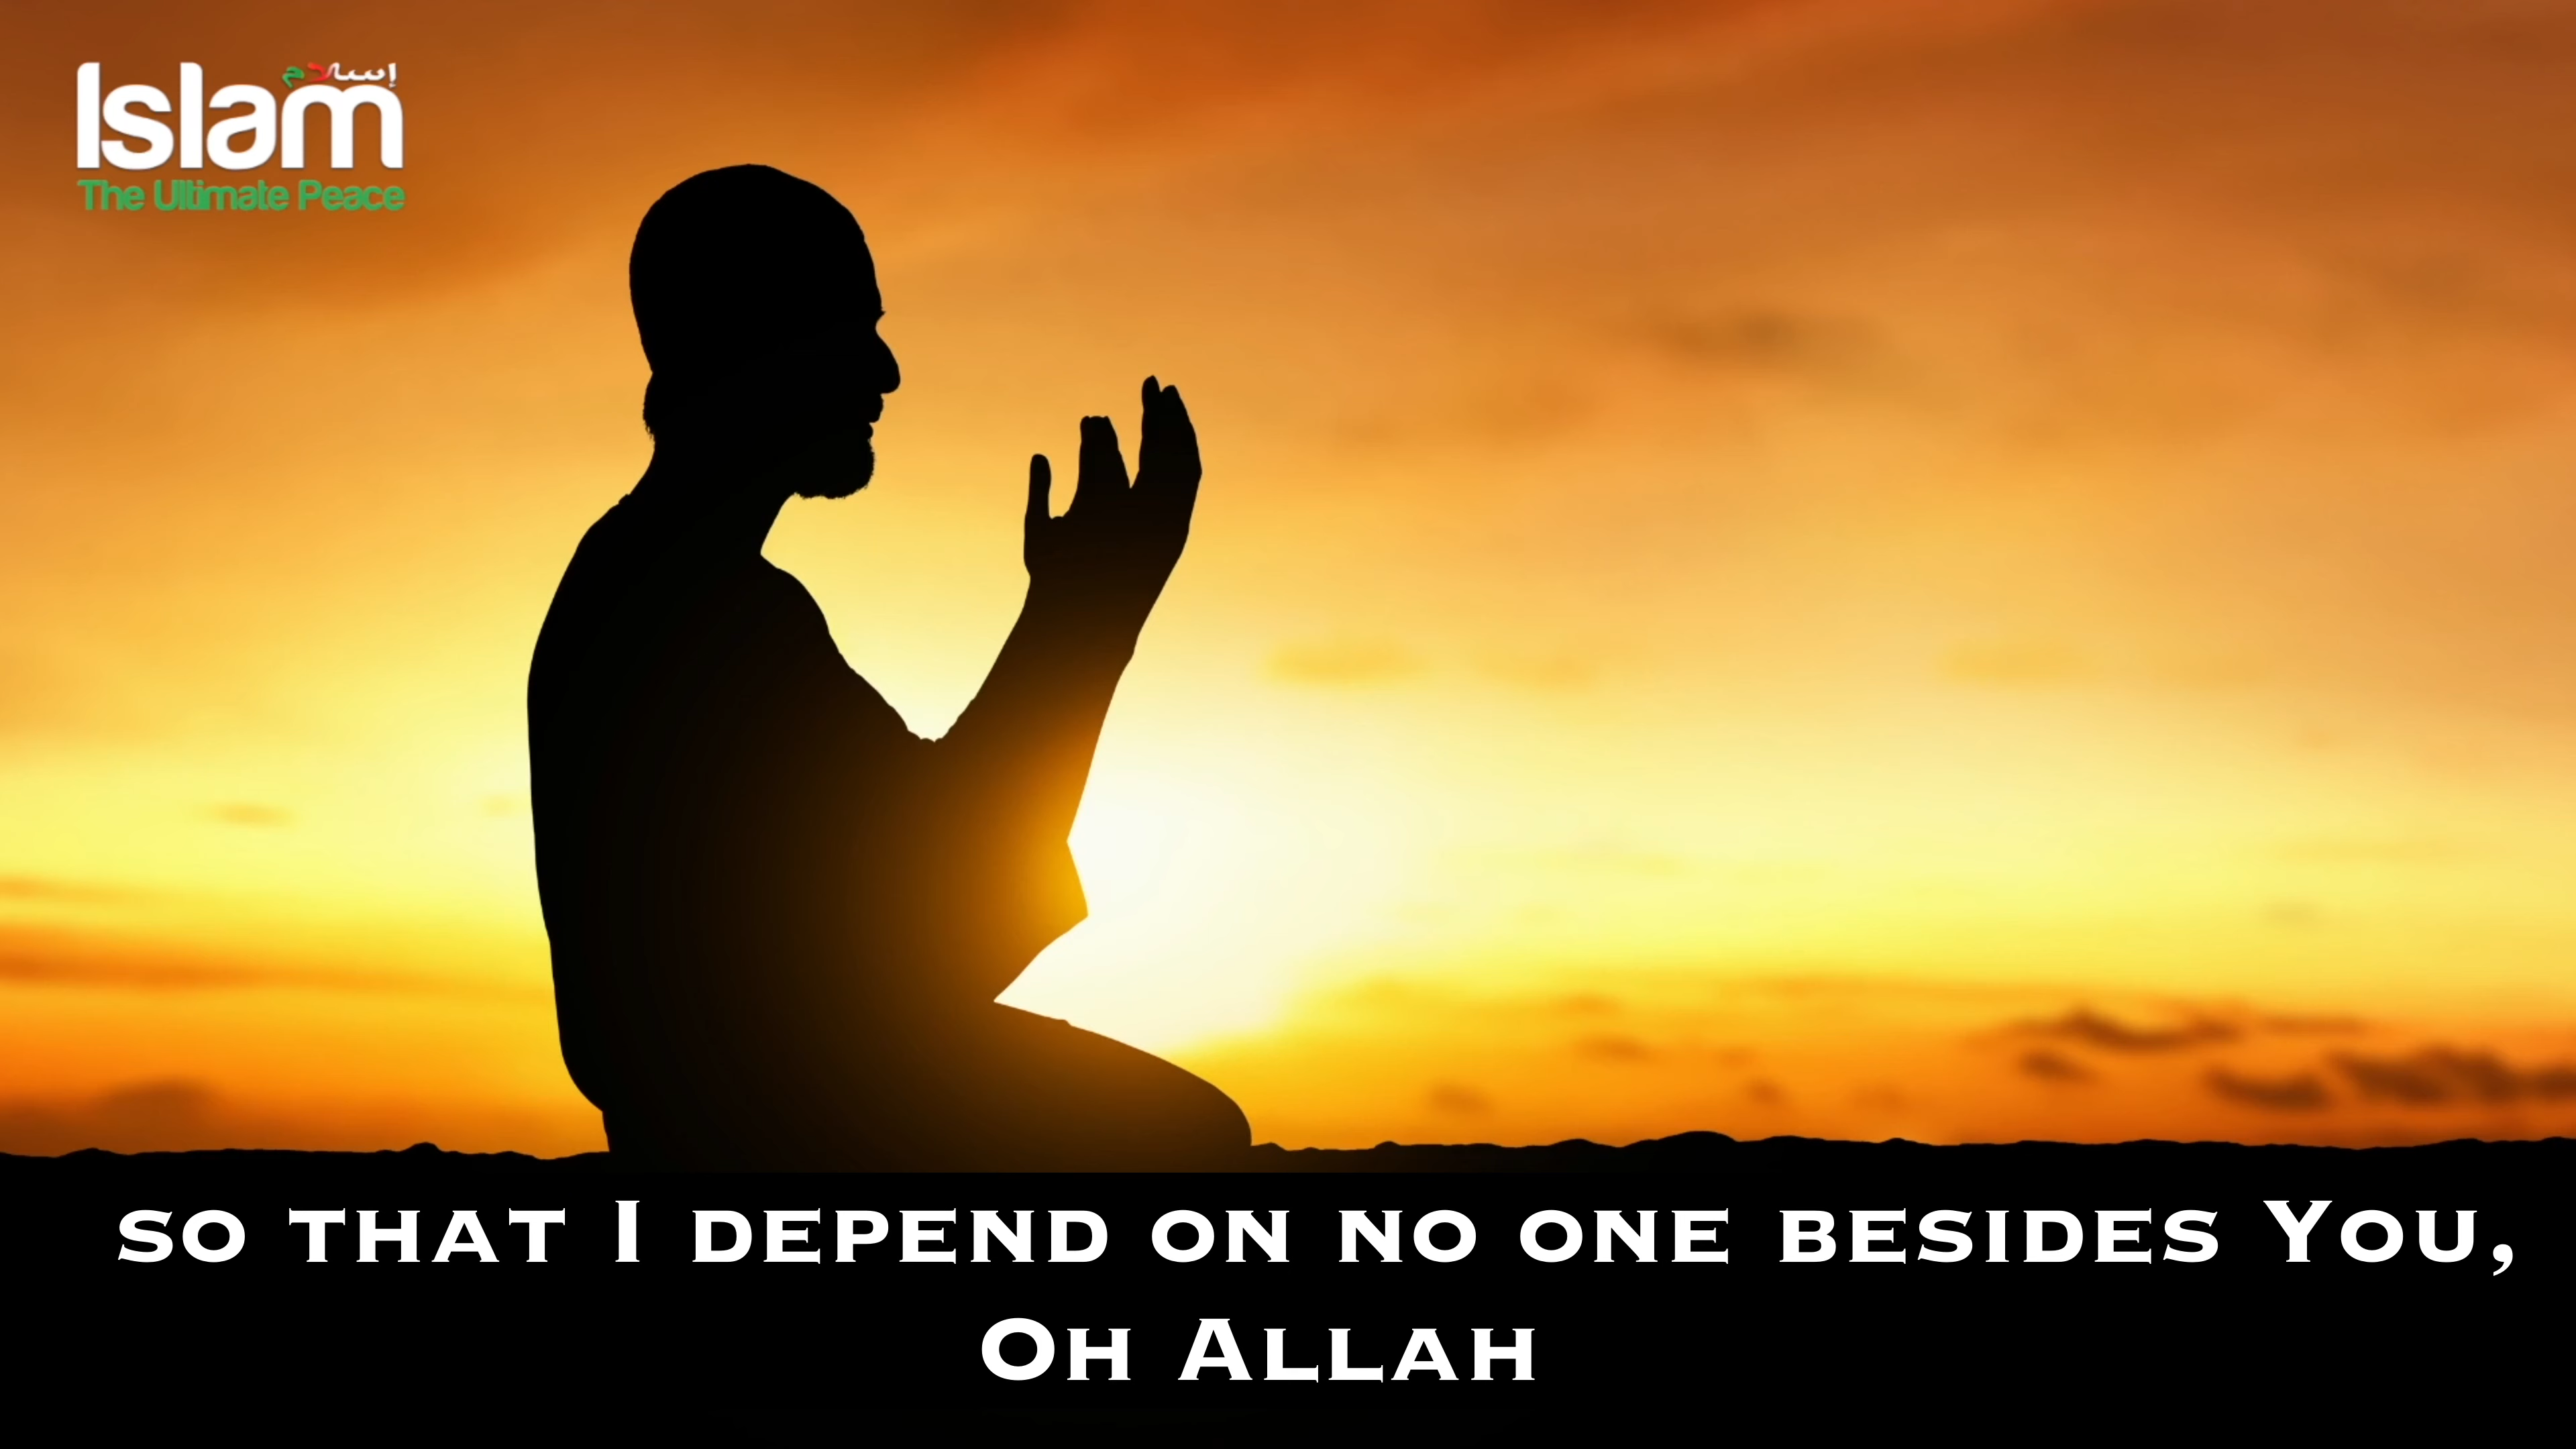 إسلام
Islam
The Ultimate Peace
so that I depend on no one besides You,
Oh Allah